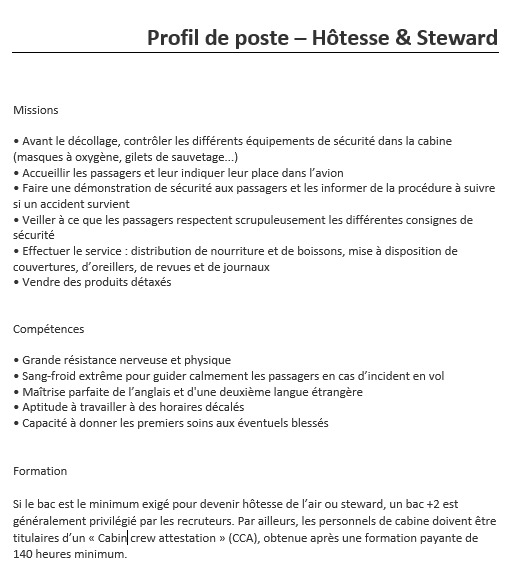 Profil de poste – Hôtesse & Steward
Missions
• Avant le décollage, contrôler les différents équipements de sécurité dans la cabine
(masques à oxygène, gilets de sauvetage...)
• Accueillir les passagers et leur indiquer leur place dans l’avion
• Faire une démonstration de sécurité aux passagers et les informer de la procédure à suivre
si un accident survient
• Veiller à ce que les passagers respectent scrupuleusement les différentes consignes de
sécurité
• Effectuer le service : distribution de nourriture et de boissons, mise à disposition de
couvertures, d’oreillers, de revues et de journaux
• Vendre des produits détaxés
Compétences
• Grande résistance nerveuse et physique
• Sang-froid extrême pour guider calmement les passagers en cas d’incident en vol
• Maîtrise parfaite de l’anglais et d'une deuxième langue étrangère
• Aptitude à travailler à des horaires décalés
• Capacité à donner les premiers soins aux éventuels blessés
Formation
Si le bac est le minimum exigé pour devenir hôtesse de l’air ou steward, un bac +2 est
généralement privilégié par les recruteurs. Par ailleurs, les personnels de cabine doivent être
titulaires d’un « Cabin crew attestation » (CCA), obtenue après une formation payante de
140 heures minimum.